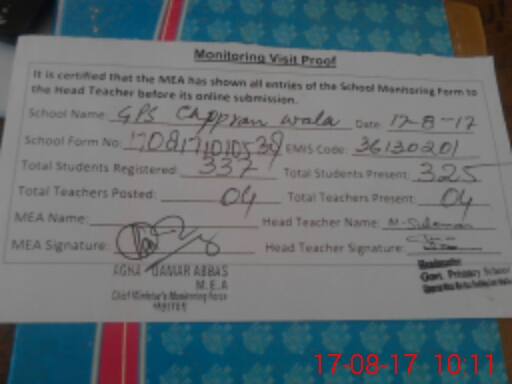 Monitoring Visit Proof
It is certified that the MEA has shown all entries of the School Monitoring Form to
the Head Teacher before its online submission.
School Name: GPS Chppran wala Date: 17-8-17
School Form No: EMIS Code: 36130201
Total Students Registered: 337 Total Students Present: 325
Total Teachers Posted: 04 Total Teachers Present: 04
MEA Name: Head Teacher Name: M-Suleman
MEA Signature: Head Teacher Signature:
AGHA QAMAR ABBAS
M.E.A
Chief Minister's Monitoring Force
Headmaster
Govt. Primary School
17-08-17 10:11